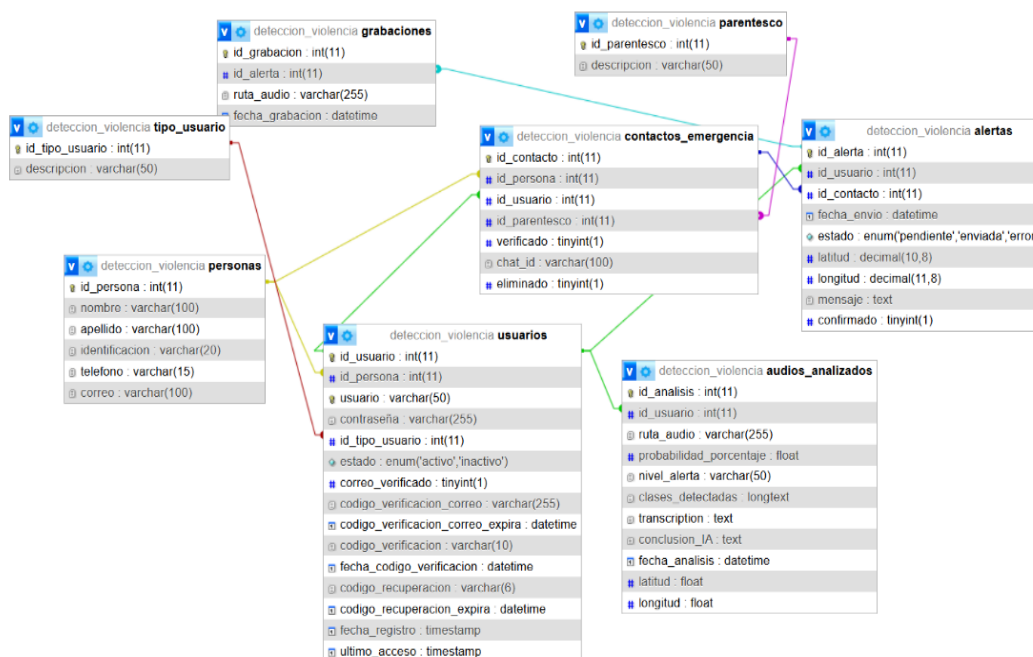 deteccion_violencia grabaciones
id_grabacion : int(11)
id_alerta : int(11)
ruta_audio : varchar(255)
fecha_grabacion : datetime
deteccion_violencia parentesco
id_parentesco : int(11)
descripcion : varchar(50)
deteccion_violencia tipo_usuario
id_tipo_usuario : int(11)
descripcion : varchar(50)
deteccion_violencia contactos_emergencia
id_contacto : int(11)
id_persona : int(11)
id_usuario : int(11)
id_parentesco : int(11)
verificado : tinyint(1)
chat_id : varchar(100)
eliminado : tinyint(1)
deteccion_violencia alertas
id_alerta : int(11)
id_usuario : int(11)
id_contacto : int(11)
fecha_envio : datetime
estado : enum('pendiente','enviada','error
latitud : decimal(10,8)
longitud : decimal(11,8)
mensaje : text
confirmado : tinyint(1)
deteccion_violencia personas
id_persona : int(11)
nombre : varchar(100)
apellido : varchar(100)
identificacion : varchar(20)
telefono : varchar(15)
correo : varchar(100)
deteccion_violencia usuarios
id_usuario : int(11)
id_persona : int(11)
usuario : varchar(50)
contraseña : varchar(255)
id_tipo_usuario : int(11)
estado : enum('activo','inactivo')
correo_verificado : tinyint(1)
codigo_verificacion_correo : varchar(255)
codigo_verificacion_correo_expira : datetime
codigo_verificacion : varchar(10)
fecha_codigo_verificacion : datetime
codigo_recuperacion : varchar(6)
codigo_recuperacion_expira : datetime
fecha_registro : timestamp
ultimo_acceso : timestamp
deteccion_violencia audios_analizados
id_analisis : int(11)
id_usuario : int(11)
ruta_audio : varchar(255)
probabilidad_porcentaje : float
nivel_alerta : varchar(50)
clases_detectadas : longtext
transcription : text
conclusion_IA : text
fecha_analisis : datetime
latitud : float
longitud : float